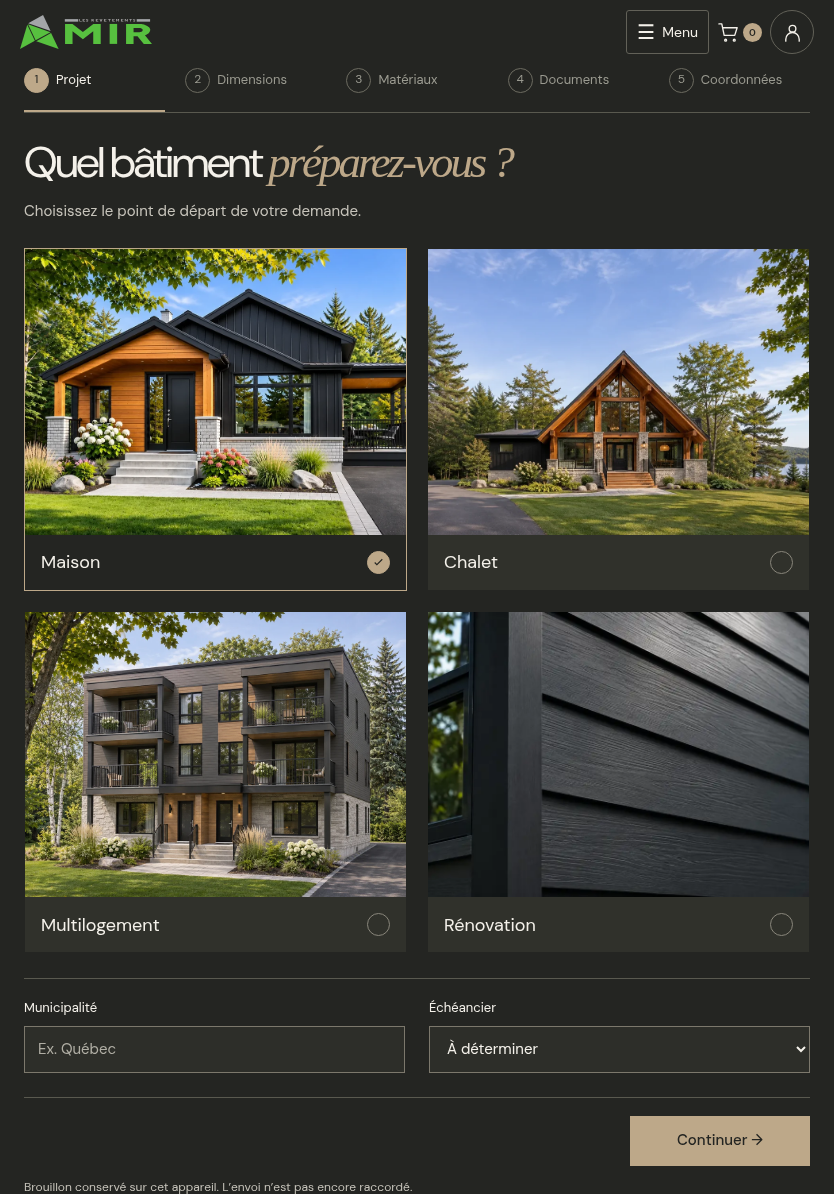 LES REVÊTEMENTS
MIR
☰ Menu
0
1 Projet
2 Dimensions
3 Matériaux
4 Documents
5 Coordonnées
Quel bâtiment préparez-vous ?
Choisissez le point de départ de votre demande.
Maison
Chalet
Multilogement
Rénovation
Municipalité
Échéancier
Ex. Québec
À déterminer
Continuer →
Brouillon conservé sur cet appareil. L’envoi n’est pas encore raccordé.